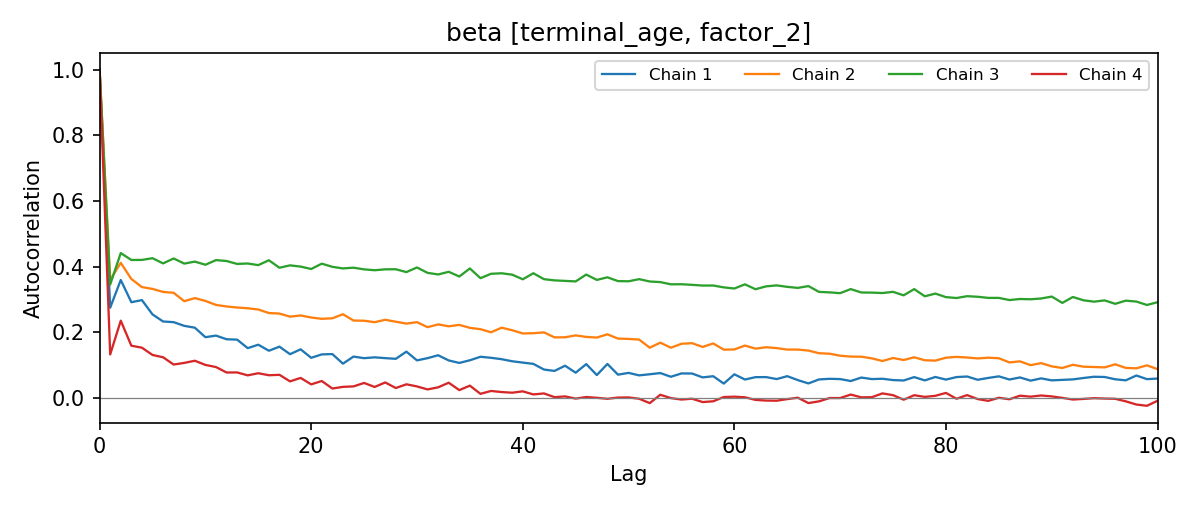 beta [terminal_age, factor_2]
Chain 1 Chain 2 Chain 3 Chain 4
Autocorrelation
1.0
0.8
0.6
0.4
0.2
0.0
0 20 40 60 80 100
Lag